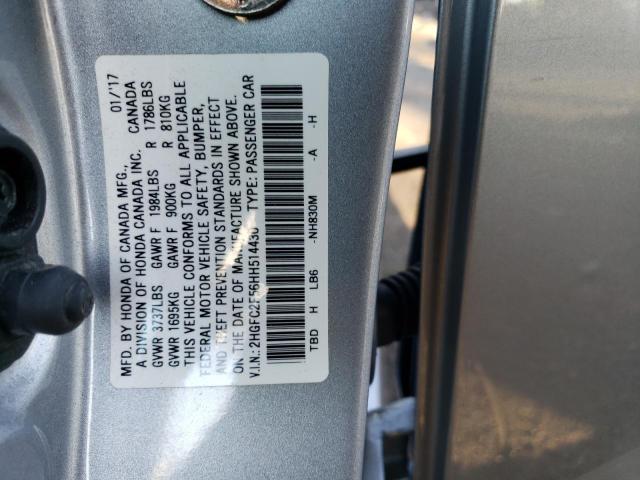 MFD. BY HONDA OF CANADA MFG., 01/'17
A DIVISION OF HONDA CANADA INC. CANADA
GVWR 3737LBS GAWR F 1984LBS R 1786LBS
GVWR 1695KG GAWR F 900KG R 810KG
THIS VEHICLE CONFORMS TO ALL APPLICABLE
FEDERAL MOTOR VEHICLE SAFETY, BUMPER,
AND THEFT PREVENTION STANDARDS IN EFFECT
ON THE DATE OF MANUFACTURE SHOWN ABOVE.
V.I.N.: 2HGFC2F56HH514430 TYPE: PASSENGER CAR
TBD H LB6 -NH830M -A -H